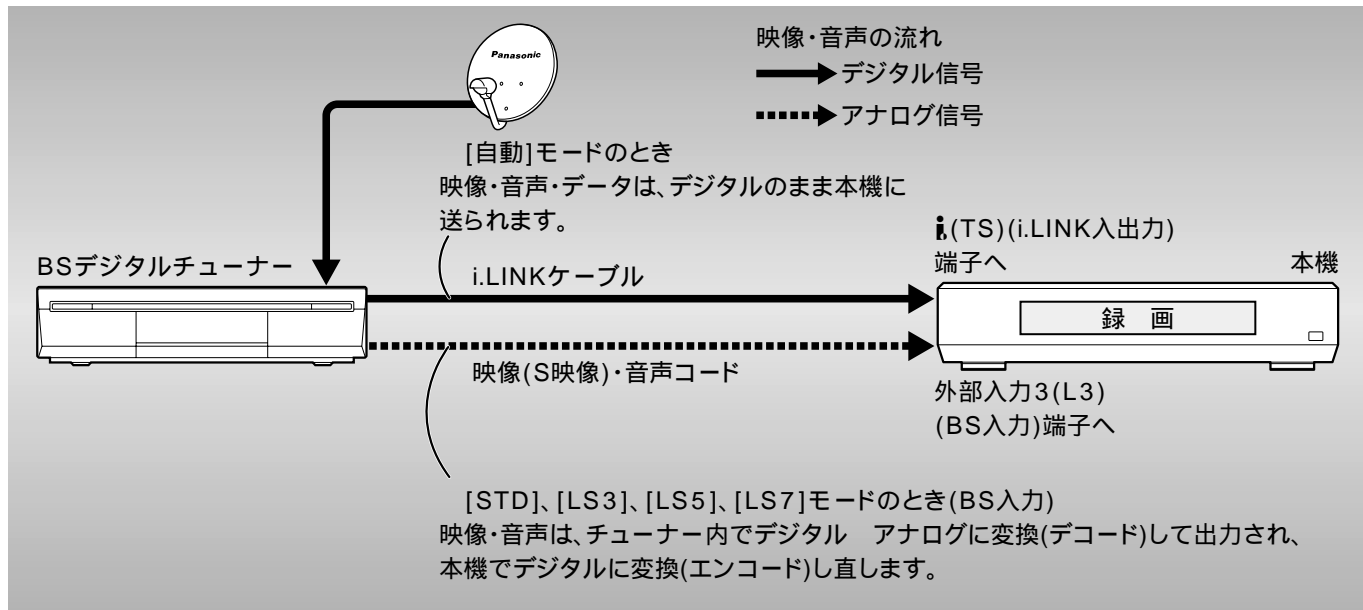 Panasonic
映像・音声の流れ
デジタル信号
アナログ信号
[自動]モードのとき
映像・音声・データは、デジタルのまま本機に
送られます。
i(TS)(i.LINK入出力)
端子へ
本機
BSデジタルチューナー
i.LINKケーブル
録 画
映像(S映像)・音声コード
外部入力3(L3)
(BS入力)端子へ
[STD]、[LS3]、[LS5]、[LS7]モードのとき(BS入力)
映像・音声は、チューナー内でデジタル　アナログに変換(デコード)して出力され、
本機でデジタルに変換(エンコード)し直します。